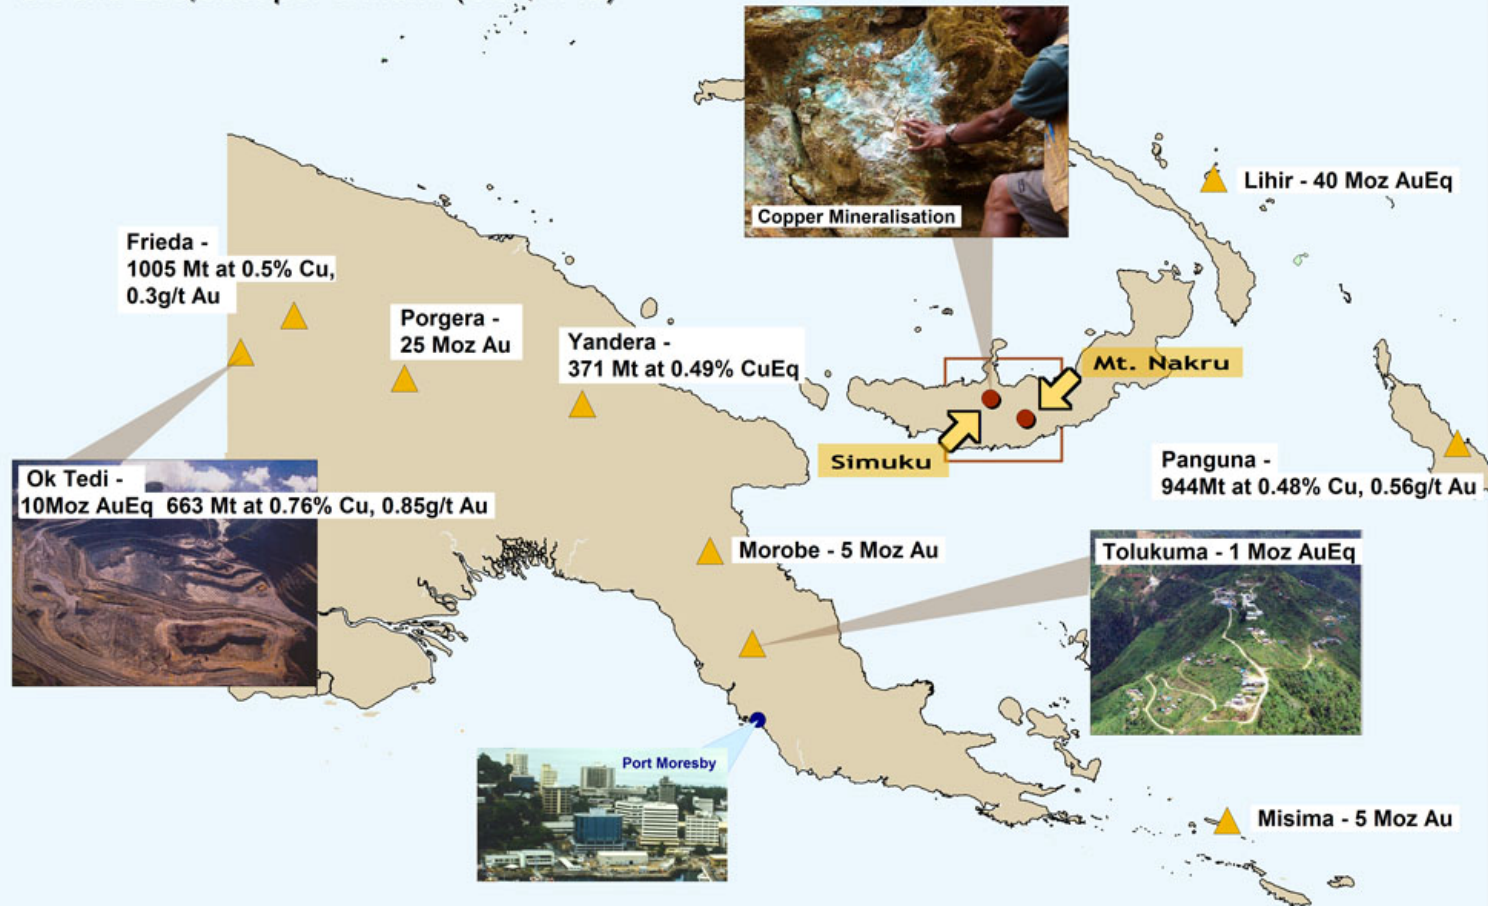 Copper Mineralisation
Lihir - 40 Moz AuEq
Frieda -
1005 Mt at 0.5% Cu,
0.3g/t Au
Porgera -
25 Moz Au
Yandera -
371 Mt at 0.49% CuEq
Mt. Nakru
Simuku
Panguna -
944Mt at 0.48% Cu, 0.56g/t Au
Ok Tedi -
10Moz AuEq 663 Mt at 0.76% Cu, 0.85g/t Au
Morobe - 5 Moz Au
Tolukuma - 1 Moz AuEq
Port Moresby
Misima - 5 Moz Au